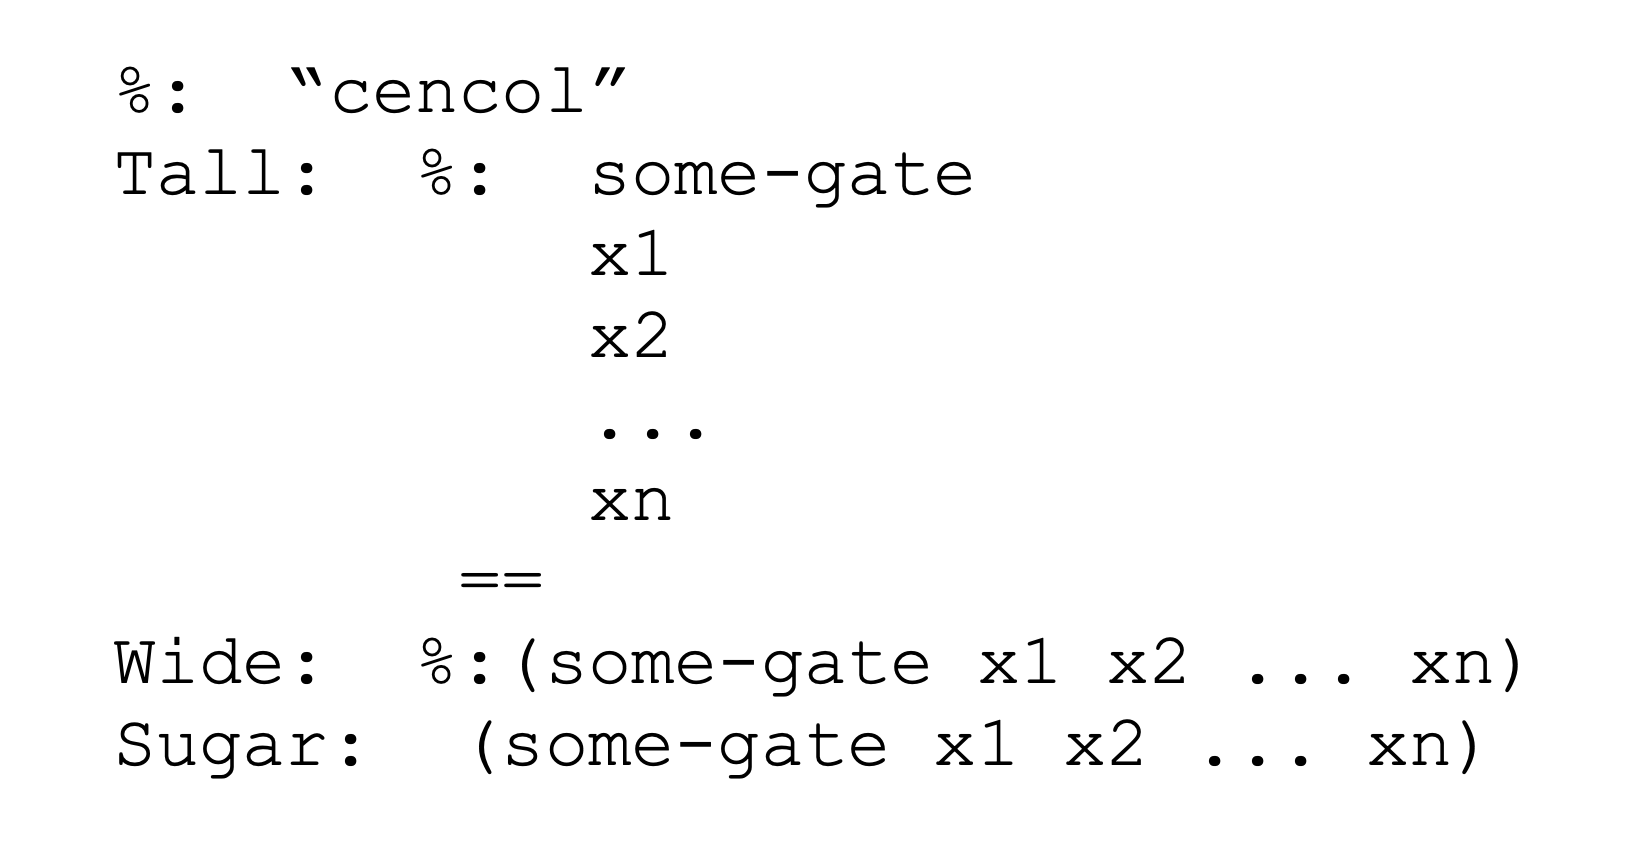 %:  “cencol”
Tall:  %:  some-gate
           x1
           x2
           ...
           xn
        ==
Wide:  %:(some-gate x1 x2 ... xn)
Sugar:  (some-gate x1 x2 ... xn)